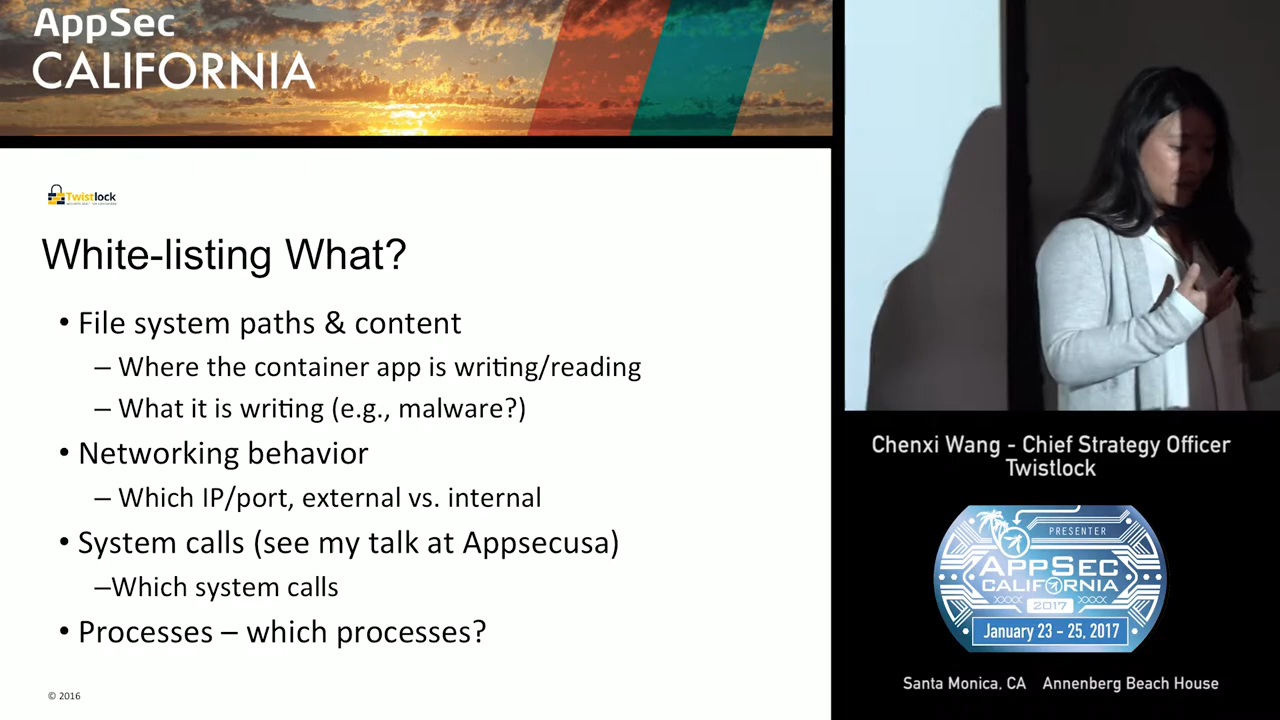 AppSec
CALIFORNIA
Twistlock
White-listing What?
• File system paths & content
– Where the container app is writing/reading
– What it is writing (e.g., malware?)
• Networking behavior
– Which IP/port, external vs. internal
• System calls (see my talk at Appsecusa)
–Which system calls
• Processes – which processes?
© 2016
Chenxi Wang - Chief Strategy Officer
Twistlock
PRESENTER
APPSEC
CALIFORNIA
XXXX 2017 XXXX
January 23 - 25, 2017
Santa Monica, CA Annenberg Beach House